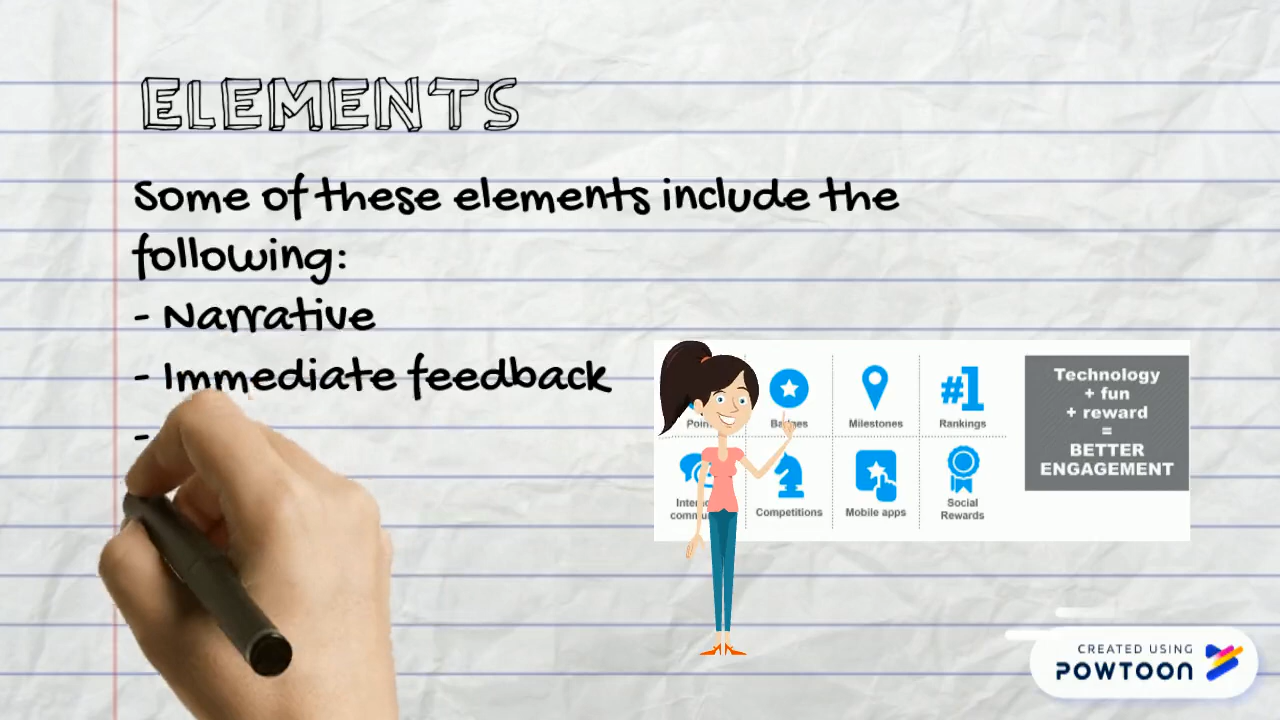 ELEMENTS
Some of these elements include the
following:
- Narrative
- Immediate feedback
-
Milestones
Rankings
#1
Competitions
Mobile apps
Social
Rewards
Technology
+ fun
+ reward
=
BETTER
ENGAGEMENT
CREATED USING
POWTOON